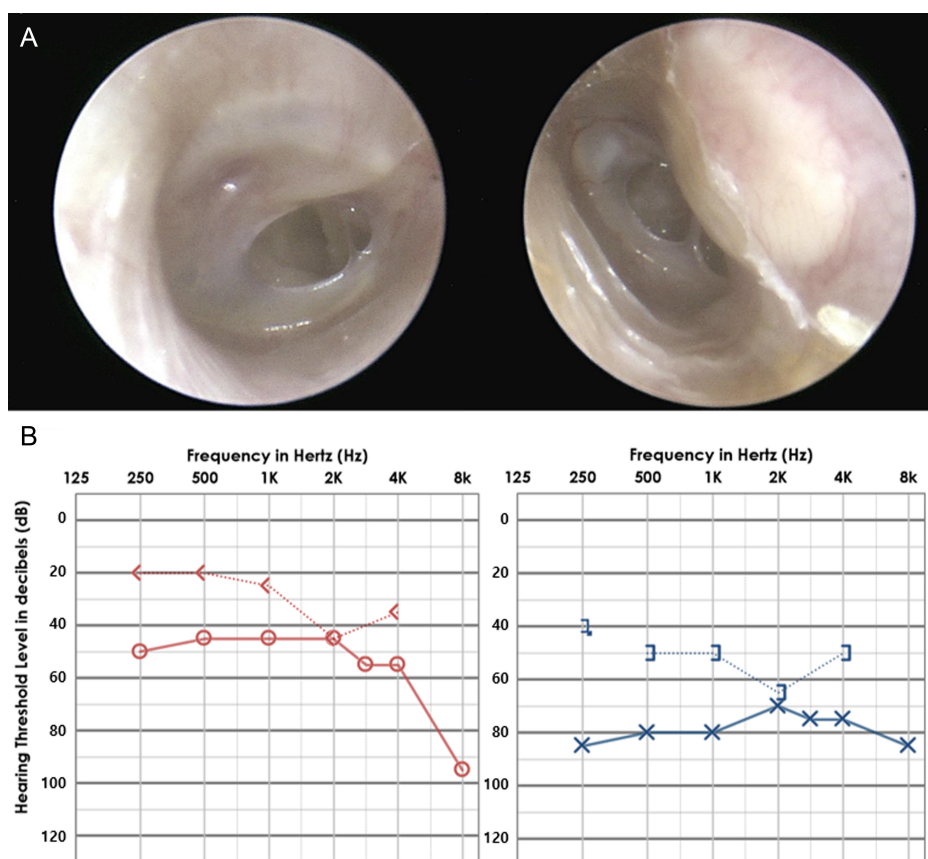 A
B
Frequency in Hertz (Hz)
125 250 500 1K 2K 4K 8k
Hearing Threshold Level in decibels (dB)
0
20
40
60
80
100
120
Frequency in Hertz (Hz)
125 250 500 1K 2K 4K 8k
0
20
40
60
80
100
120